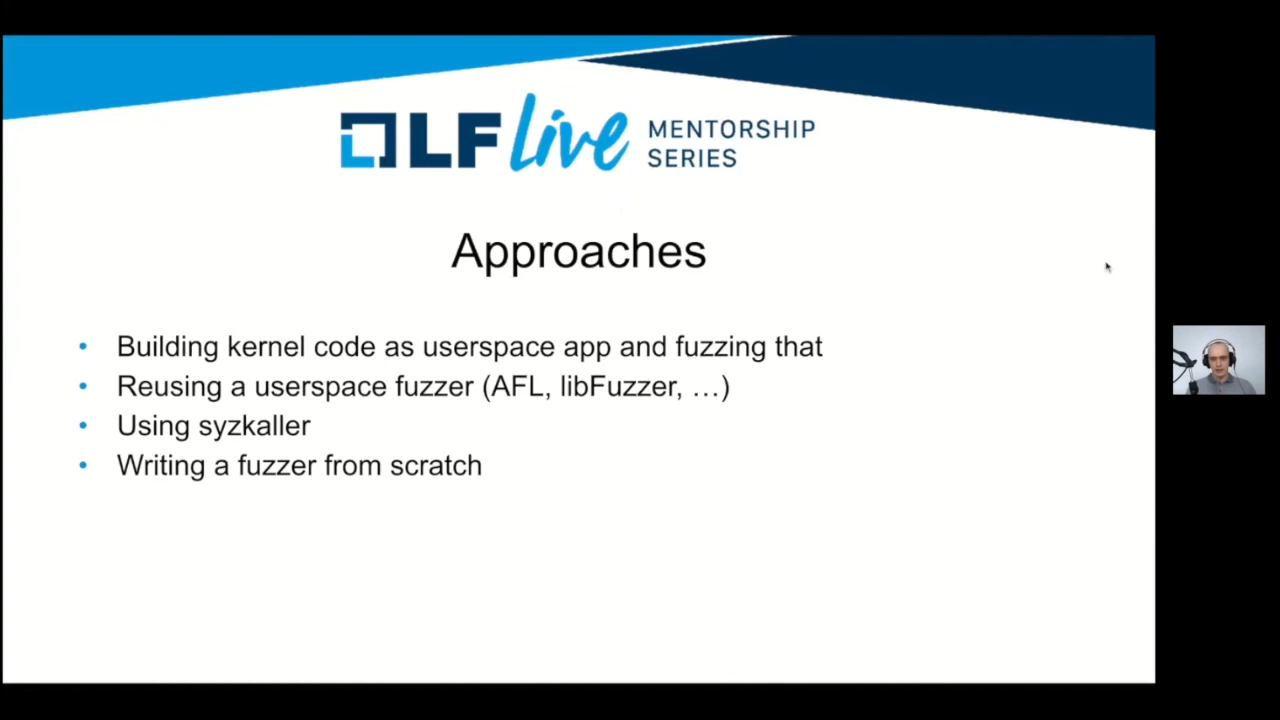 LF Live MENTORSHIP
SERIES
Approaches
• Building kernel code as userspace app and fuzzing that
• Reusing a userspace fuzzer (AFL, libFuzzer, …)
• Using syzkaller
• Writing a fuzzer from scratch